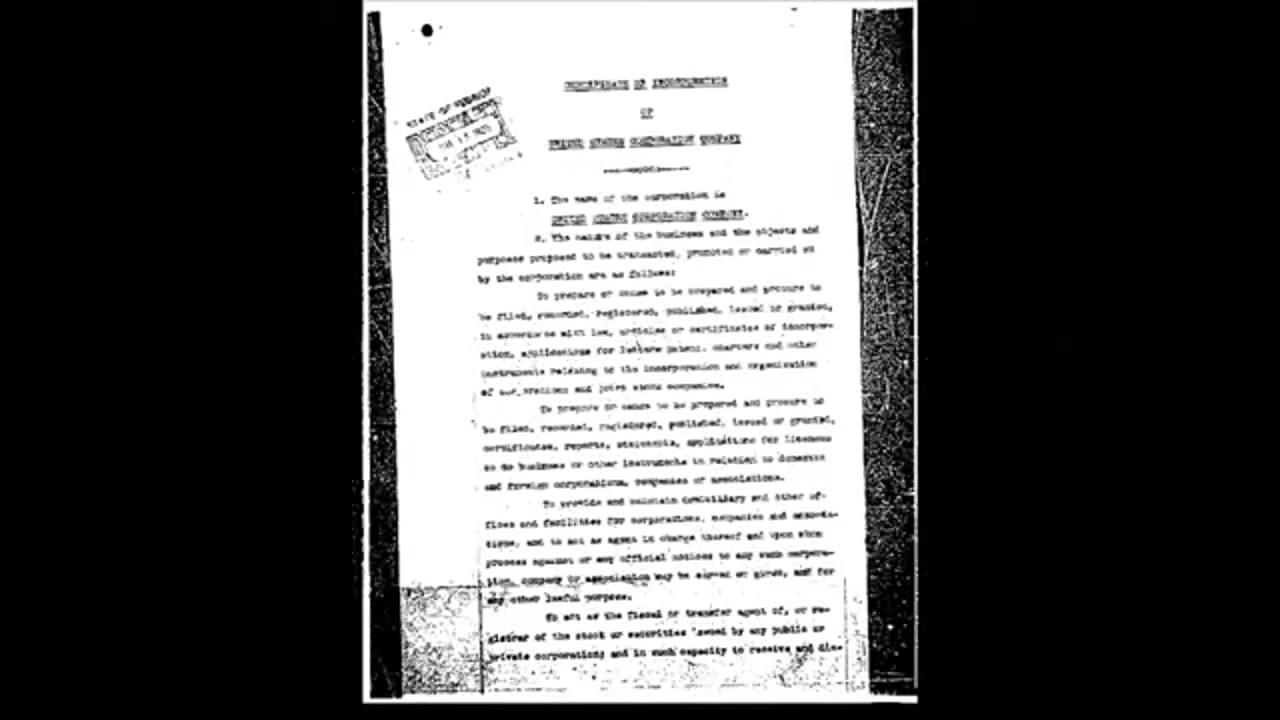 CERTIFICATE OF INCORPORATION
OF
UNITED STATES CORPORATION COMPANY
STATE OF
1. The name of the corporation is
UNITED STATES CORPORATION COMPANY.
2. The nature of the business and the objects and
purposes proposed to be transacted, promoted or carried on
by the corporation are as follows:
To prepare or cause to be prepared and procure to
be filed, recorded, registered, published, issued or granted,
in accordance with law, articles or certificates of incorpor-
ation, applications for letters patent, charters and other
instruments relating to the incorporation and organization
of corporations and joint stock companies.
To prepare or cause to be prepared and procure to
be filed, recorded, registered, published, issued or granted,
certificates, reports, statements, applications for licenses
to do business or other instruments in relation to domestic
and foreign corporations, companies or associations.
To provide and maintain domiciliary and other of-
fices and facilities for corporations, companies and associa-
tions, and to act as agent in charge thereof and upon whom
process against or any official notices to any such corpora-
tion, company or association may be served or given, and for
any other lawful purpose.
To act as the fiscal or transfer agent of, or re-
gistrar of the stock or securities issued by any public or
private corporation; and in such capacity to receive and dis-